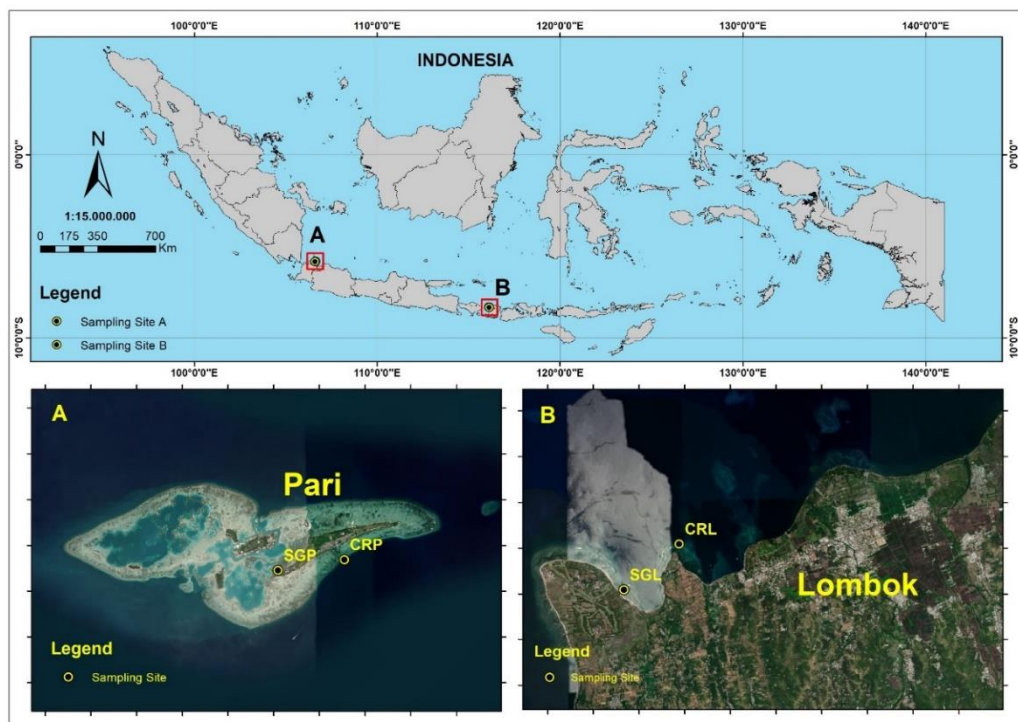 100°0'0"E 110°0'0"E 120°0'0"E 130°0'0"E 140°0'0"E
INDONESIA
N
0°0'0"
0°0'0"
1:15.000.000
0 175 350 700
Km
A
B
Legend
Sampling Site A
Sampling Site B
10°0'0"S
10°0'0"S
100°0'0"E 110°0'0"E 120°0'0"E 130°0'0"E 140°0'0"E
A
Pari
SGP
CRP
Legend
Sampling Site
B
CRL
SGL
Lombok
Legend
Sampling Site